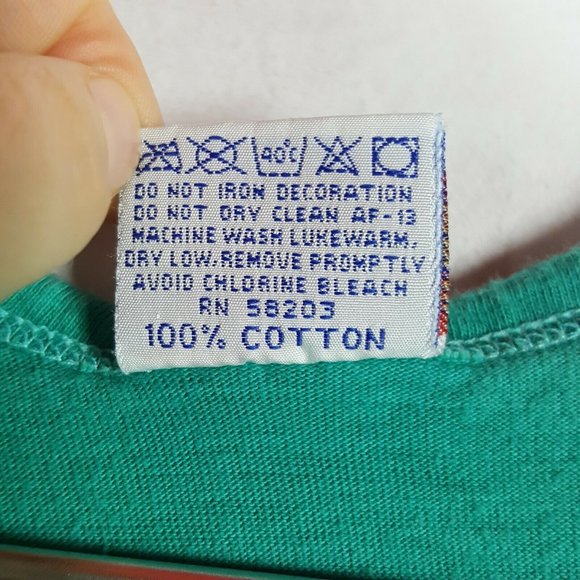 40°C
DO NOT IRON DECORATION
DO NOT DRY CLEAN AF-13
MACHINE WASH LUKEWARM.
DRY LOW. REMOVE PROMPTLY
AVOID CHLORINE BLEACH
RN 58203
100% COTTON